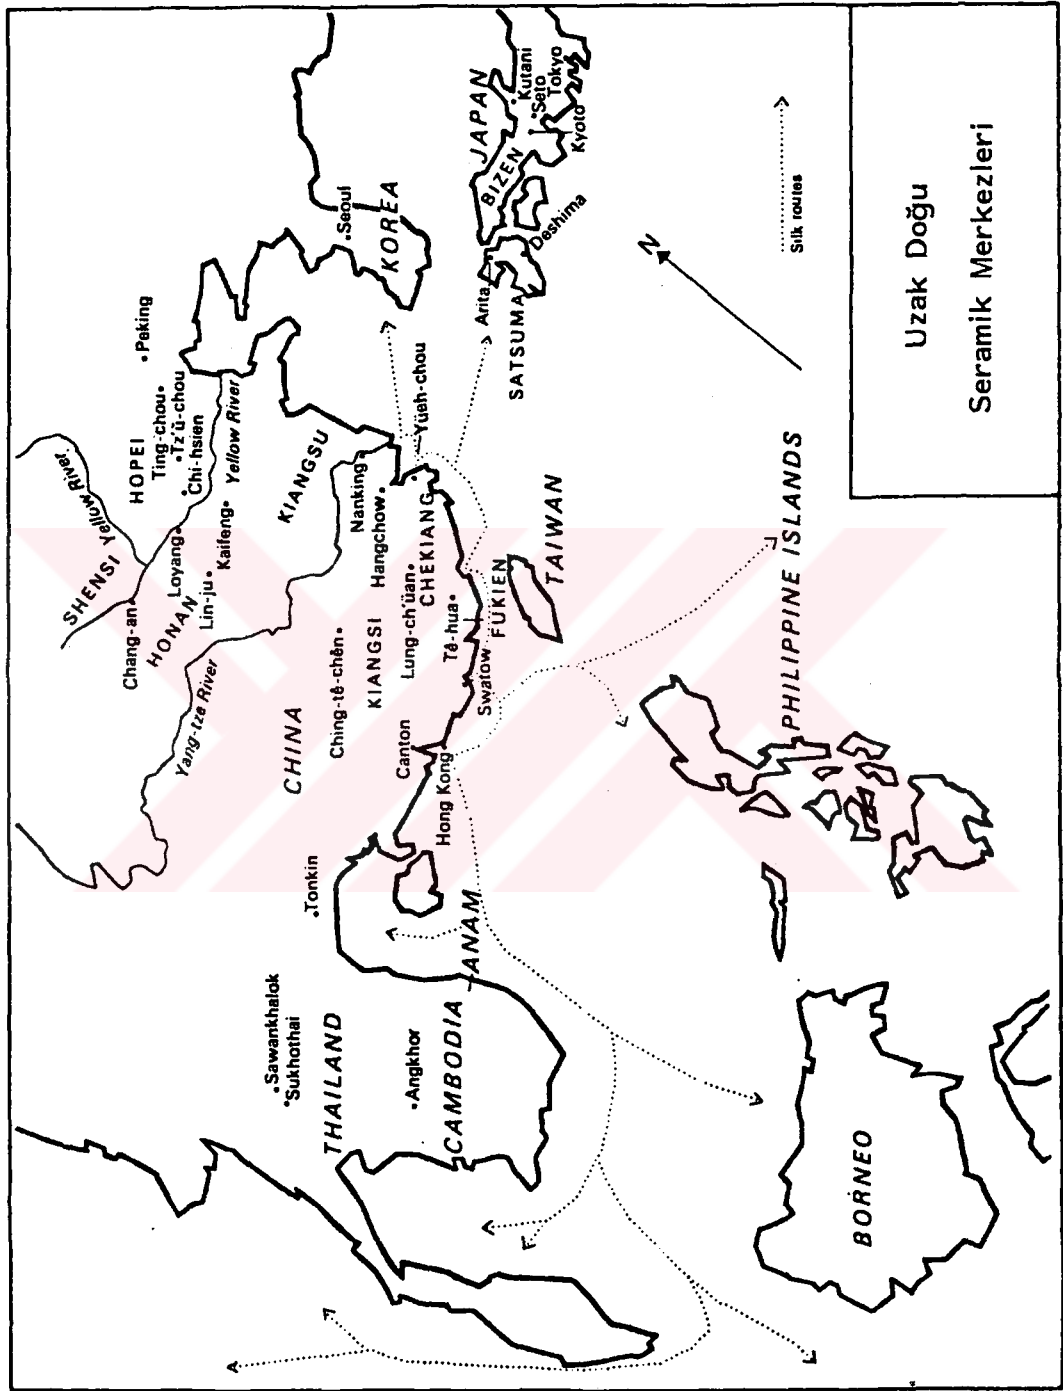 SHENSI
Yellow River
HOPEI
Peking
Ting-chou
Tz'ŭ-chou
Chi-hsien
Yellow River
Chang-an
Loyang
HONAN
Lin-ju
Kaifeng
KIANGSU
Yang-tze River
Nanking
Hangchow
Yüeh-chou
CHEKIANG
Lung-ch'üan
Ching-tê-chên
KIANGSI
CHINA
Tê-hua
FUKIEN
Swatow
Canton
Hong Kong
TAIWAN
Seoul
KOREA
JAPAN
BIZEN
Kutani
Seto
Tokyo
Kyoto
Deshima
Arita
SATSUMA
Tonkin
ANAM
Sawankhalok
Sukhothai
THAILAND
Angkhor
CAMBODIA
PHILIPPINE ISLANDS
BORNEO
N
Silk routes
Uzak Doğu
Seramik Merkezleri